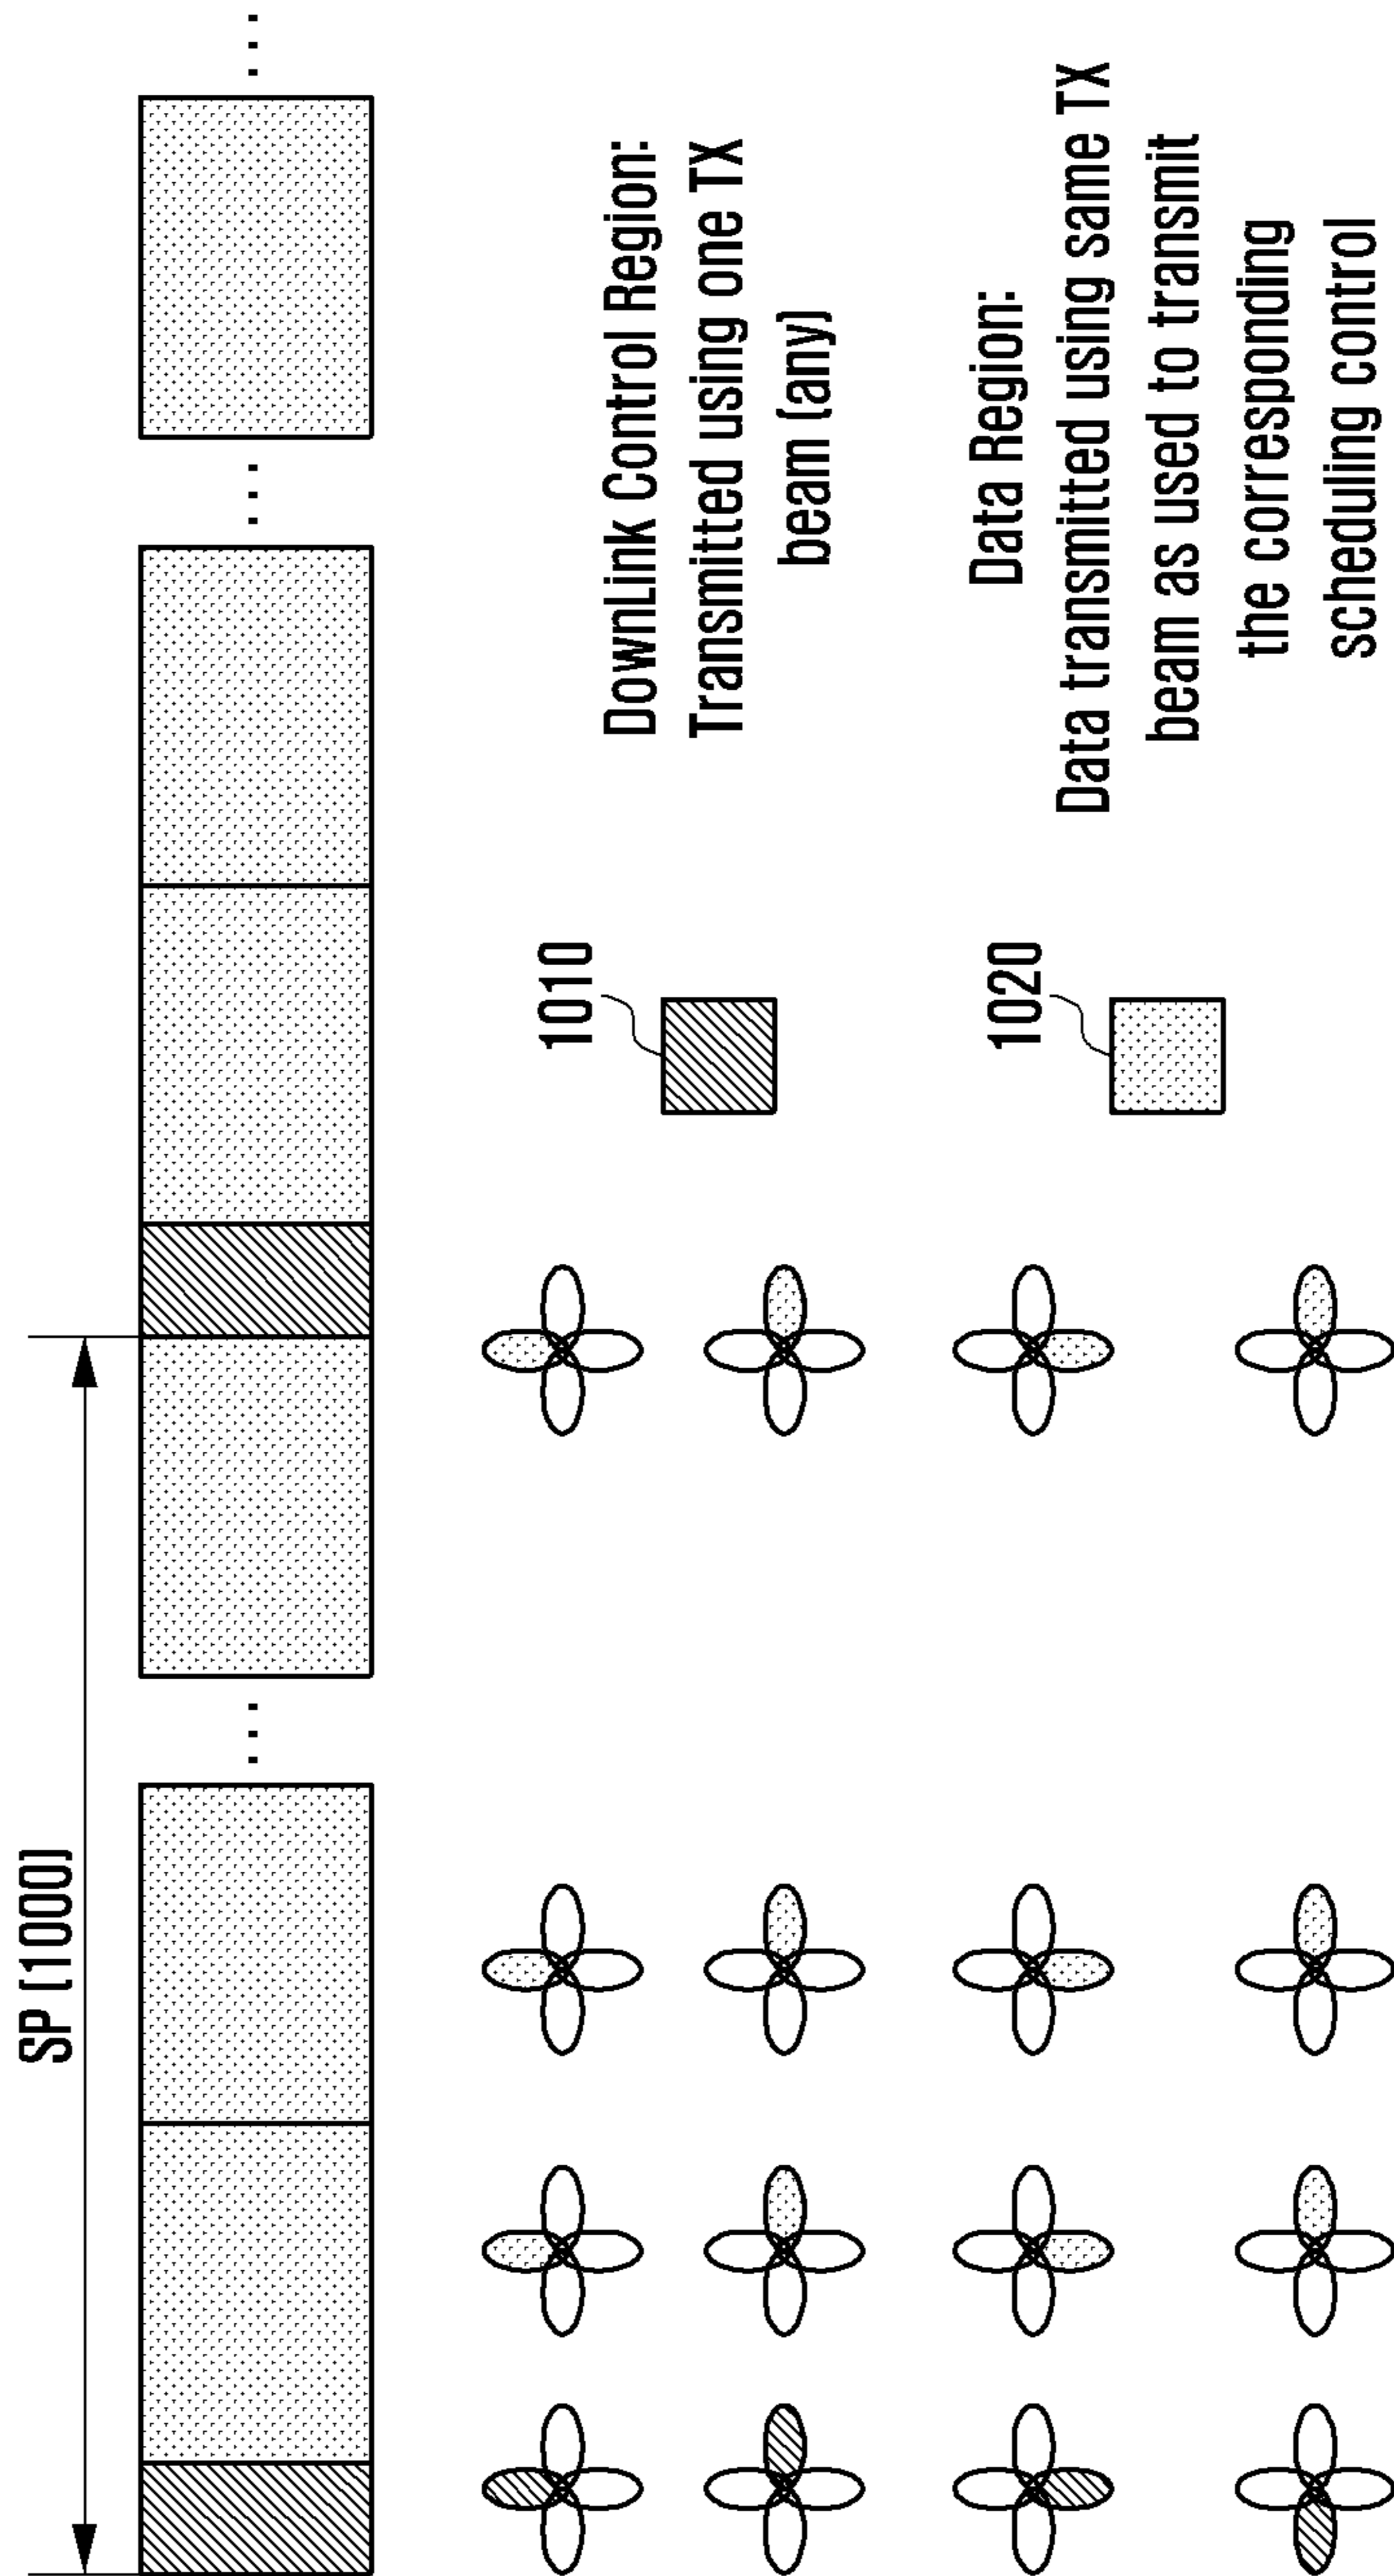 SP (1000)
1010
DownLink Control Region:
Transmitted using one TX
beam (any)
1020
Data Region:
Data transmitted using same TX
beam as used to transmit
the corresponding
scheduling control